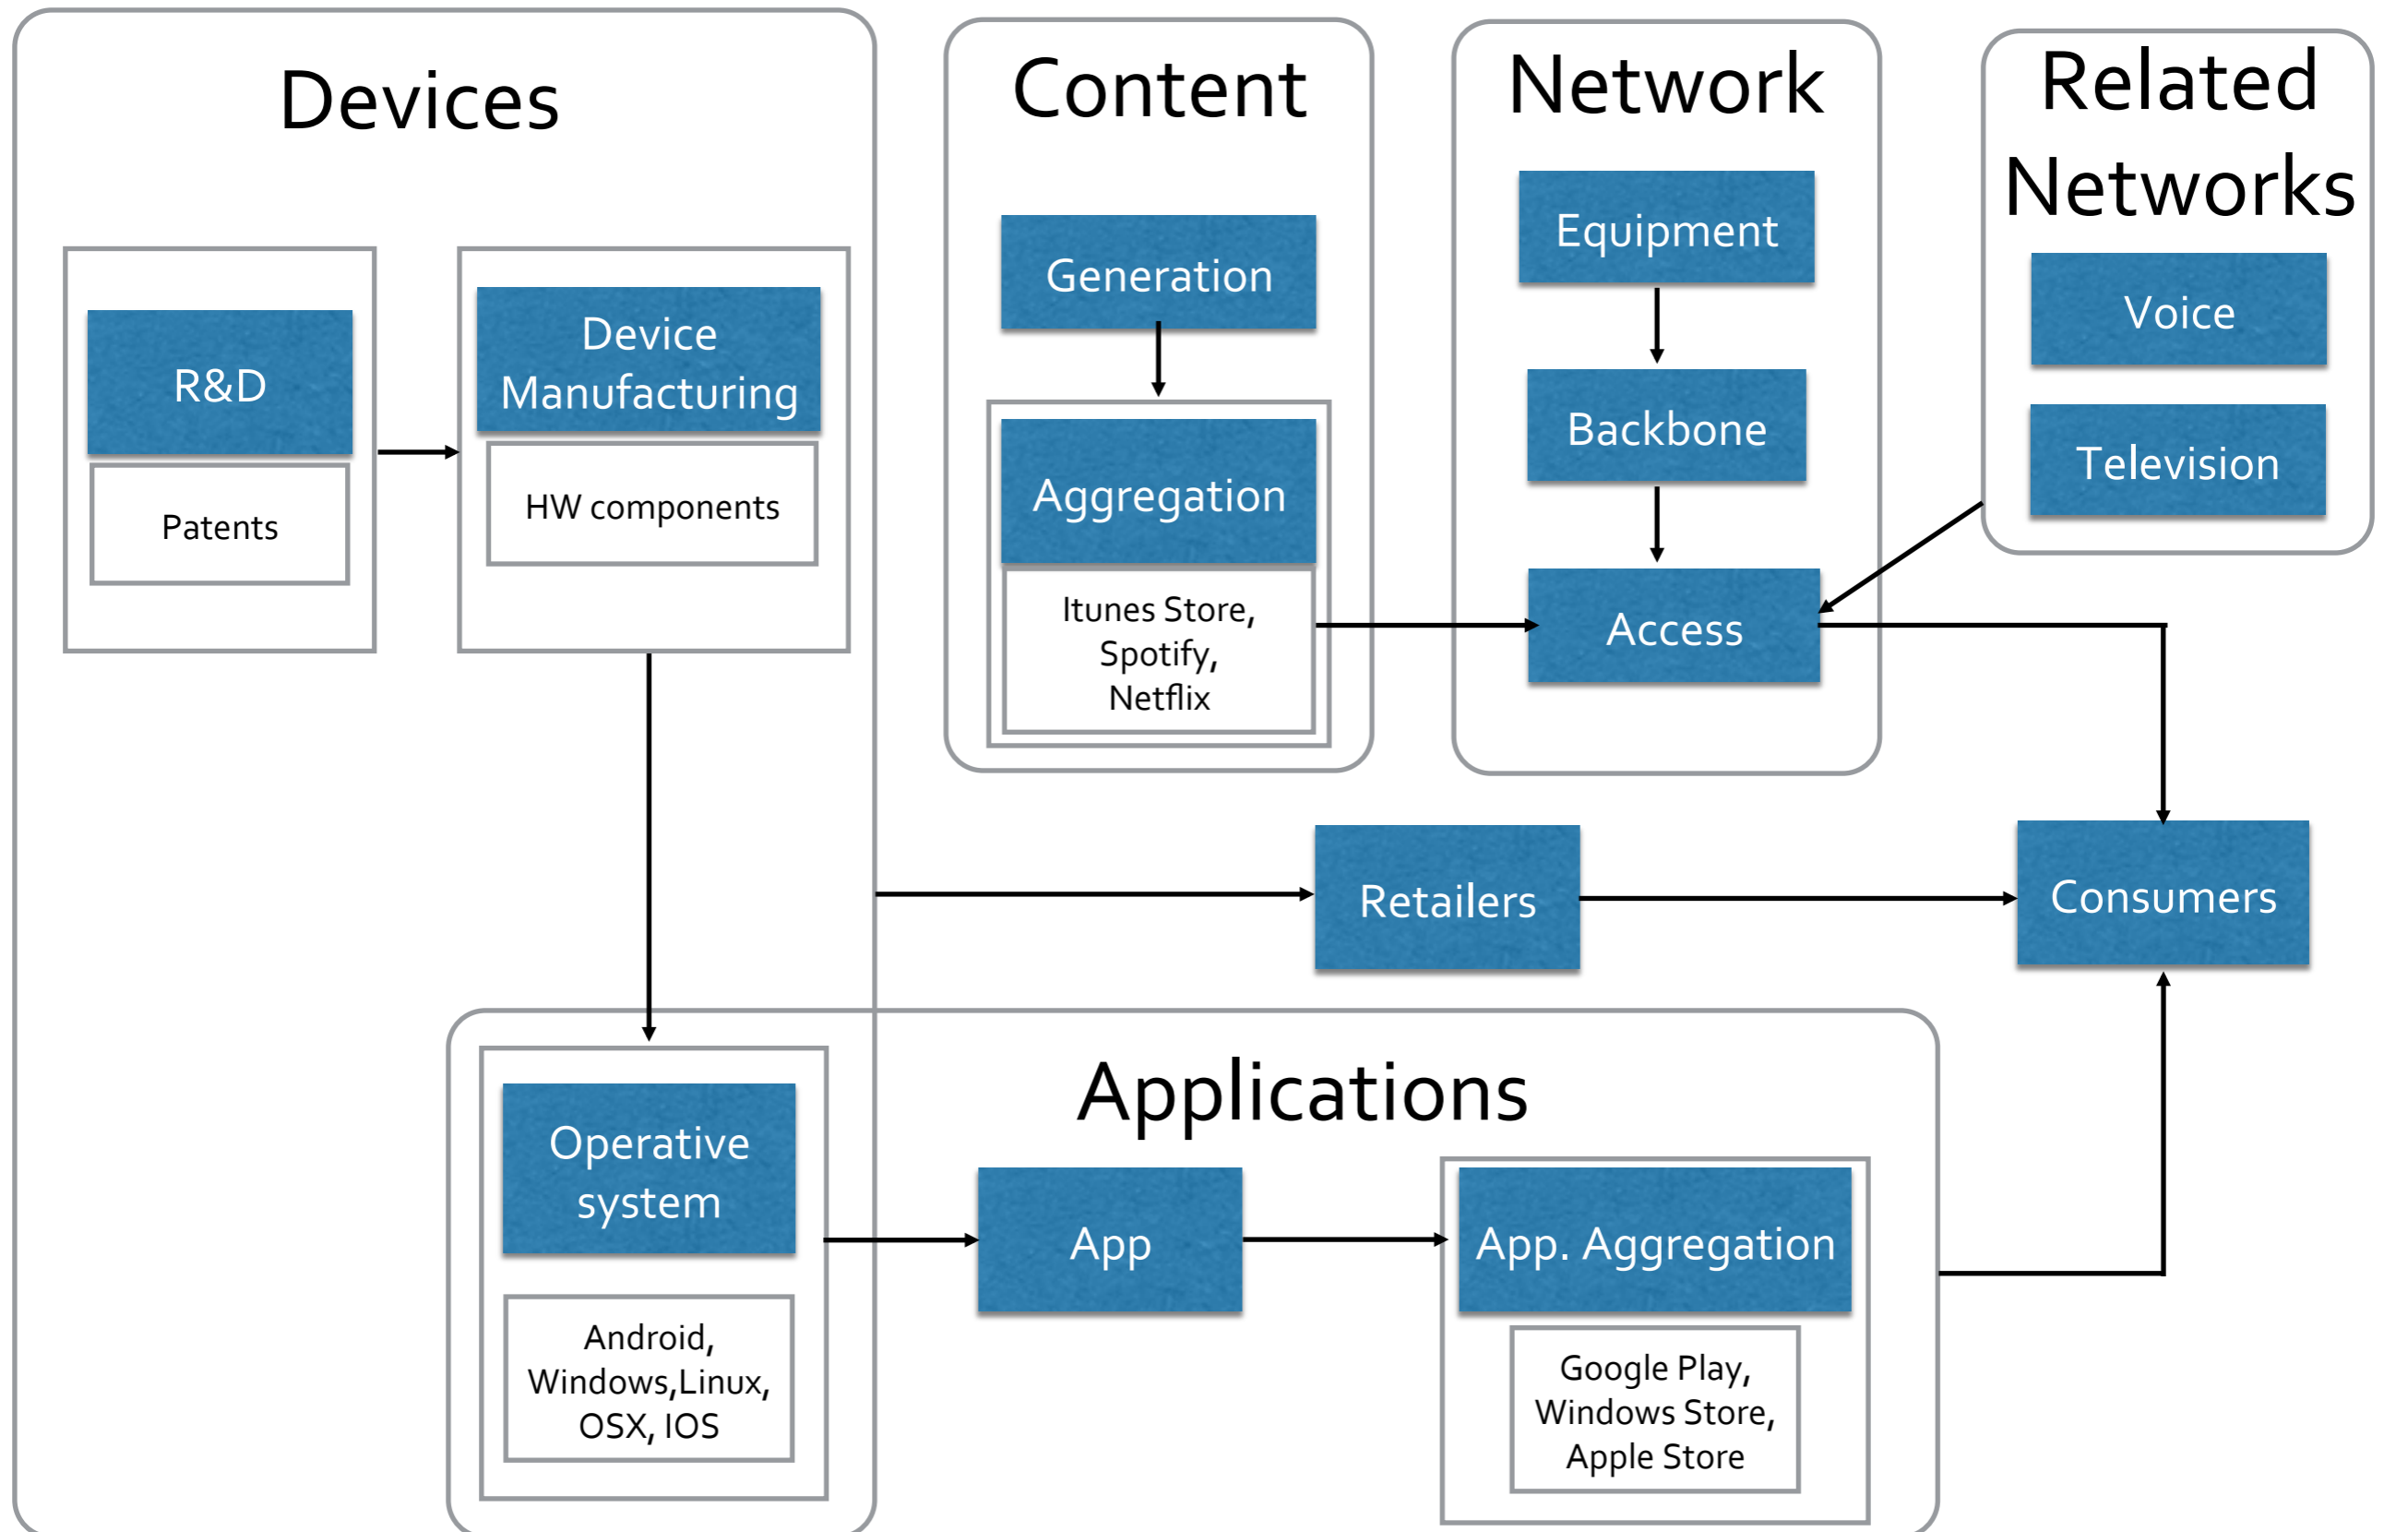 Devices
R&D
Patents
Device
Manufacturing
HW components
Content
Generation
Aggregation
Itunes Store,
Spotify,
Netflix
Network
Equipment
Backbone
Access
Related
Networks
Voice
Television
Retailers
Consumers
Applications
Operative
system
Android,
Windows,Linux,
OSX, IOS
App
App. Aggregation
Google Play,
Windows Store,
Apple Store